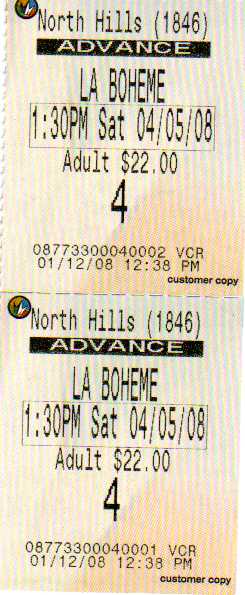 North Hills (1846)
ADVANCE
LA BOHEME
1:30PM Sat 04/05/08
Adult $22.00
4
08773300040002 VCR
01/12/08 12:38 PM
customer copy
North Hills (1846)
ADVANCE
LA BOHEME
1:30PM Sat 04/05/08
Adult $22.00
4
08773300040001 VCR
01/12/08 12:38 PM
customer copy